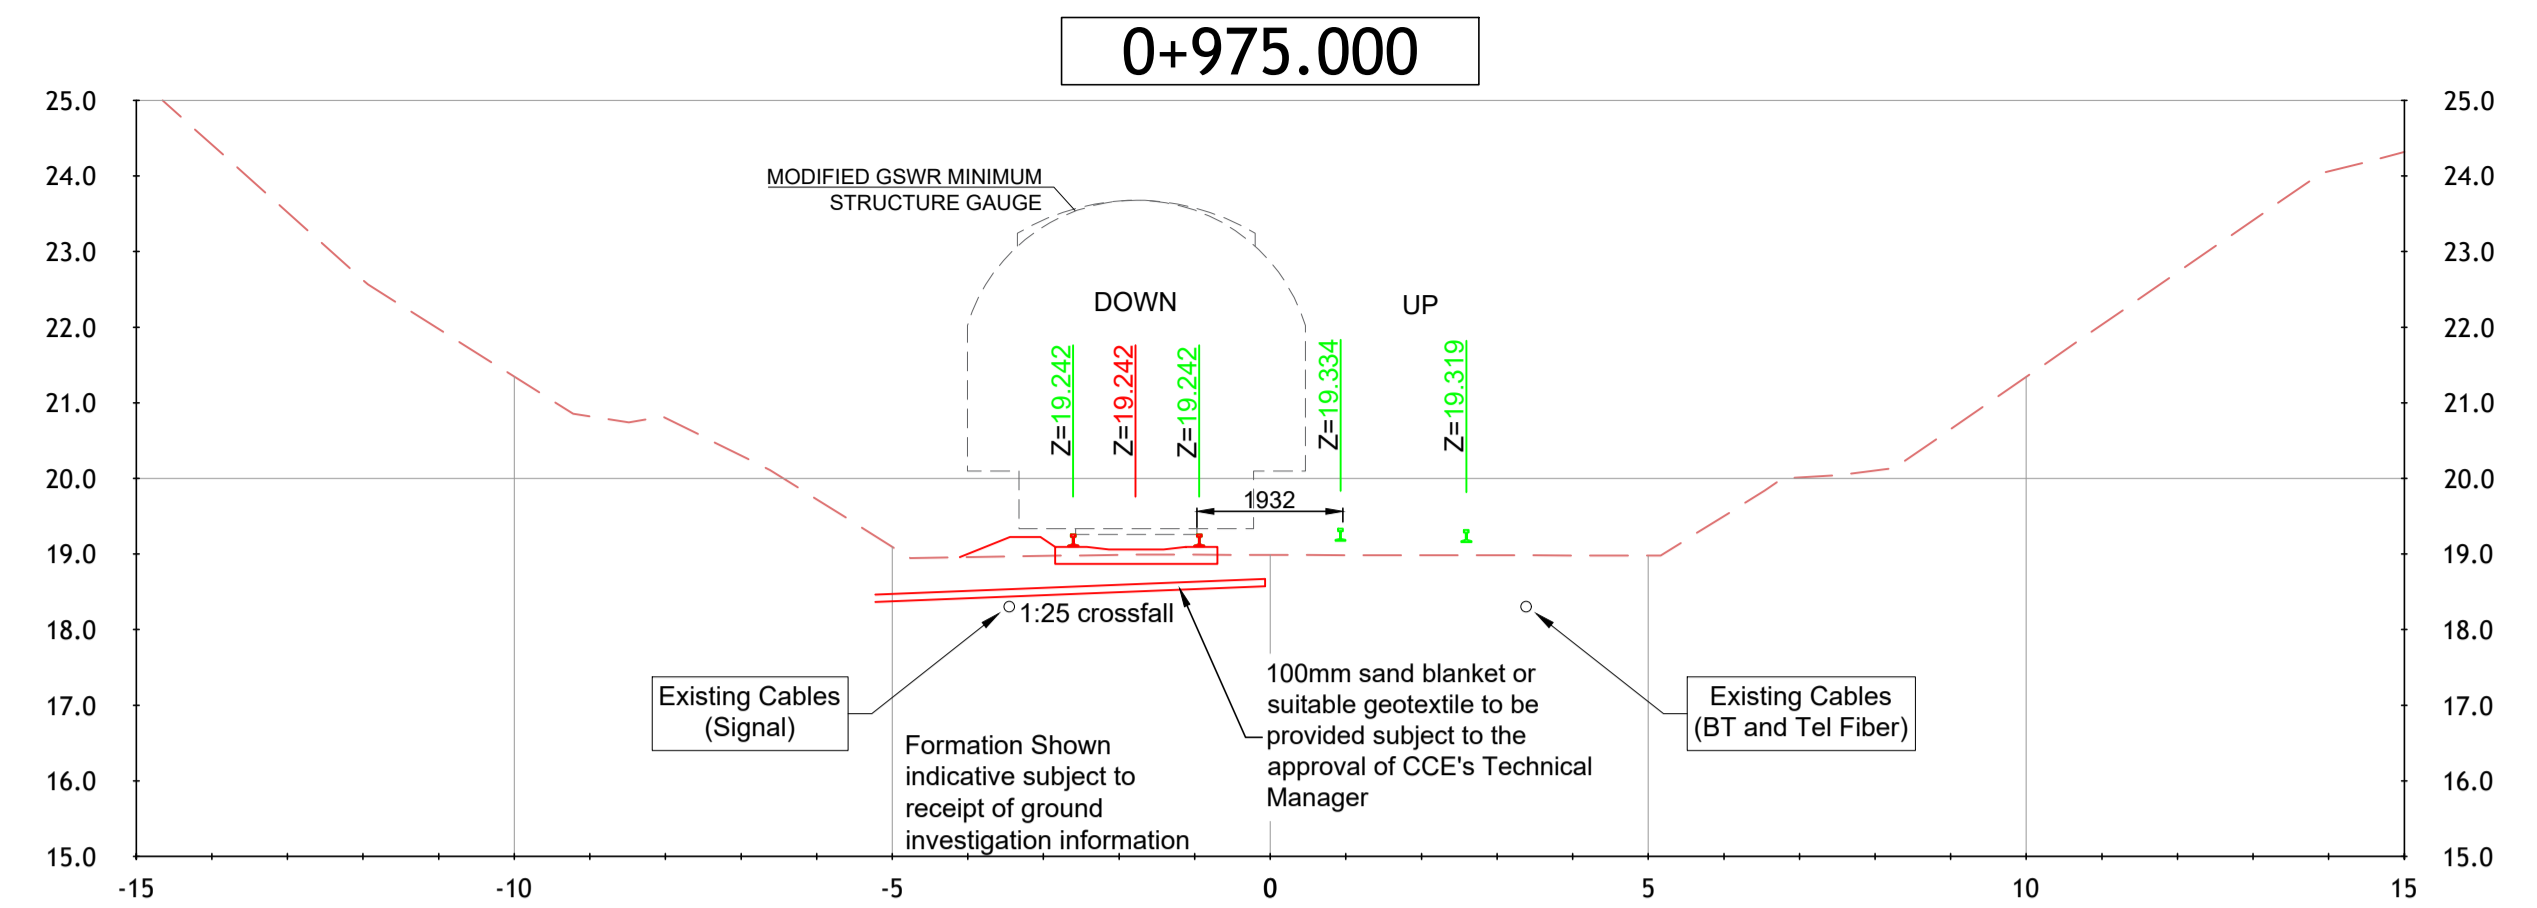 0+975.000
25.0
25.0
24.0
24.0
23.0
23.0
22.0
22.0
21.0
21.0
20.0
20.0
19.0
19.0
18.0
18.0
17.0
17.0
16.0
16.0
15.0
15.0
MODIFIED GSWR MINIMUM
STRUCTURE GAUGE
DOWN
UP
Z=19.242
Z=19.242
Z=19.242
Z=19.334
Z=19.319
1932
1:25 crossfall
Existing Cables
(Signal)
Formation Shown
indicative subject to
receipt of ground
investigation information
100mm sand blanket or
suitable geotextile to be
provided subject to the
approval of CCE's Technical
Manager
Existing Cables
(BT and Tel Fiber)
-15
-10
-5
0
5
10
15